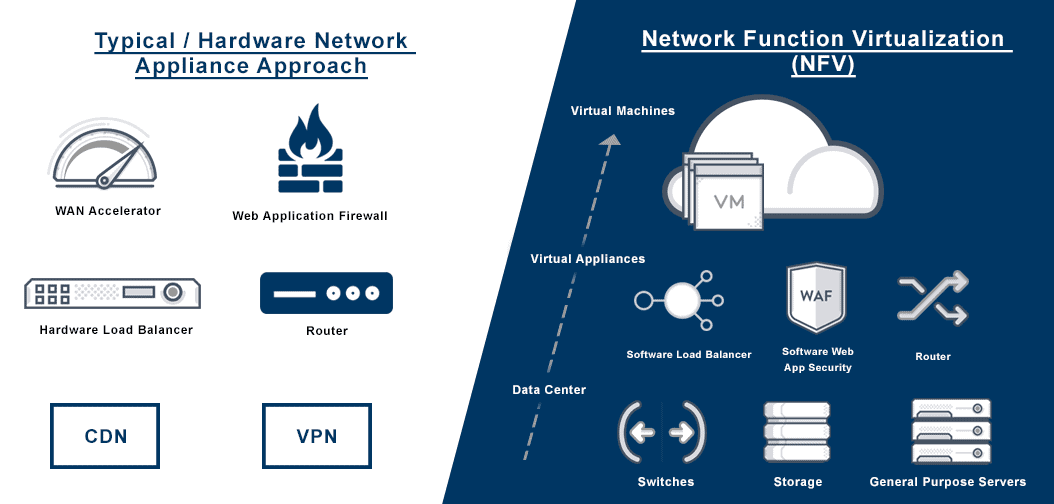 Typical / Hardware Network
Appliance Approach
WAN Accelerator
Web Application Firewall
Hardware Load Balancer
Router
CDN
VPN
Network Function Virtualization
(NFV)
Virtual Machines
VM
Virtual Appliances
WAF
Software Load Balancer
Software Web
App Security
Router
Data Center
Switches
Storage
General Purpose Servers